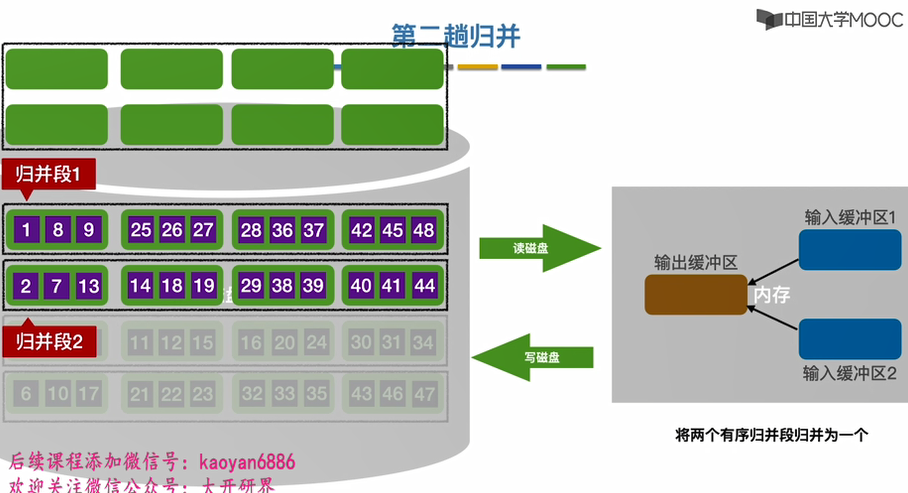 中国大学MOOC
第二趟归并
归并段1
1 8 9 25 26 27 28 36 37 42 45 48
2 7 13 14 18 19 29 38 39 40 41 44
归并段2
11 12 15 16 20 24 30 31 34
6 10 17 21 22 23 32 33 35 43 46 47
读磁盘
写磁盘
输入缓冲区1
输出缓冲区
内存
输入缓冲区2
将两个有序归并段归并为一个
后续课程添加微信号：kaoyan6886
欢迎关注微信公众号：大开研界